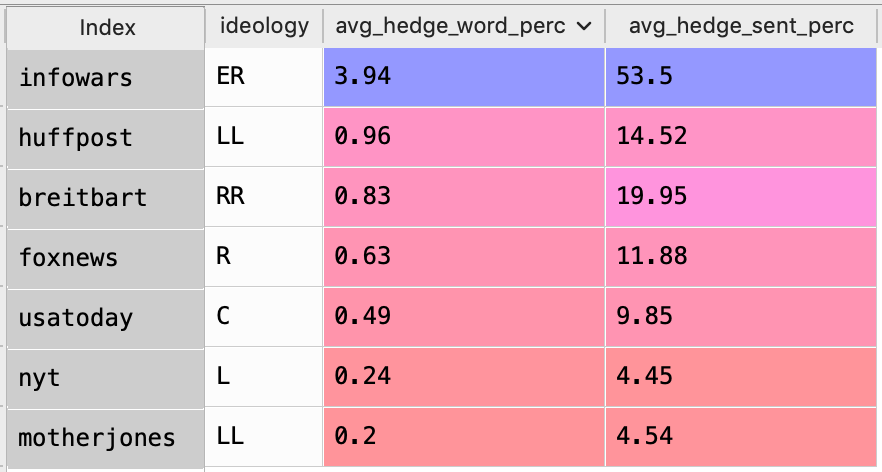 Index ideology avg_hedge_word_perc avg_hedge_sent_perc
infowars ER 3.94 53.5
huffpost LL 0.96 14.52
breitbart RR 0.83 19.95
foxnews R 0.63 11.88
usatoday C 0.49 9.85
nyt L 0.24 4.45
motherjones LL 0.2 4.54